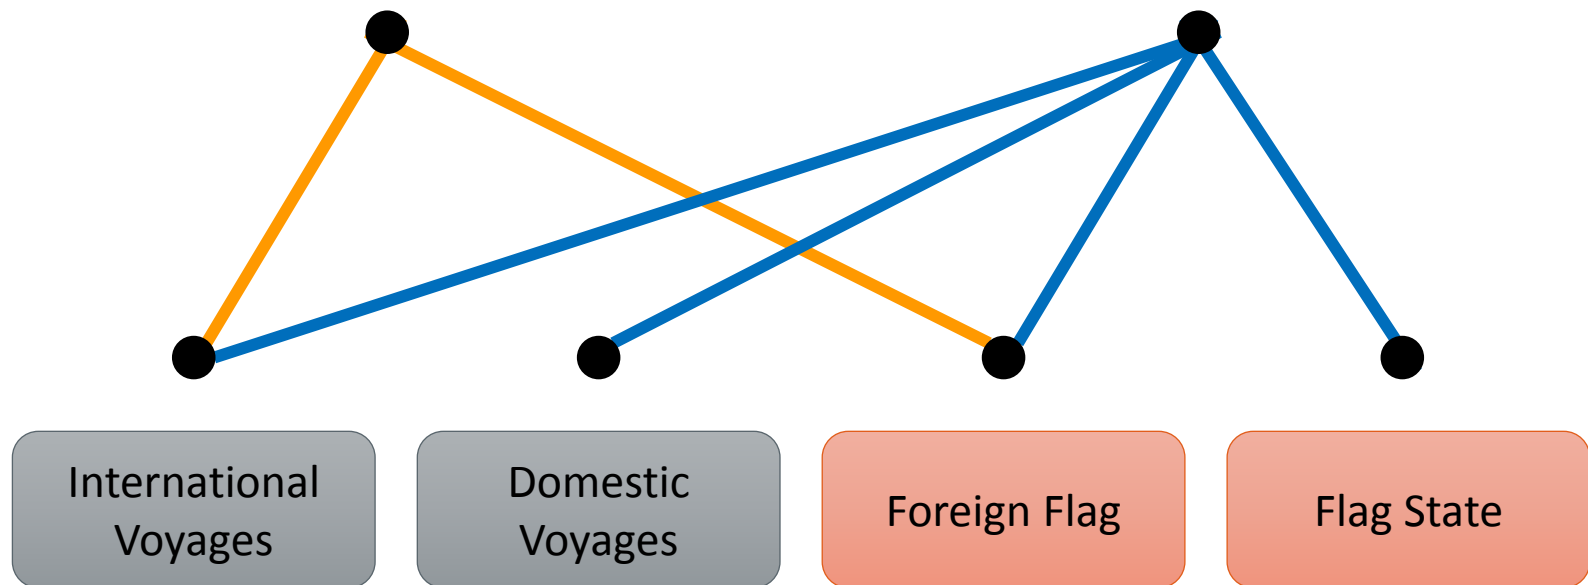 International
Voyages
Domestic
Voyages
Foreign Flag
Flag State